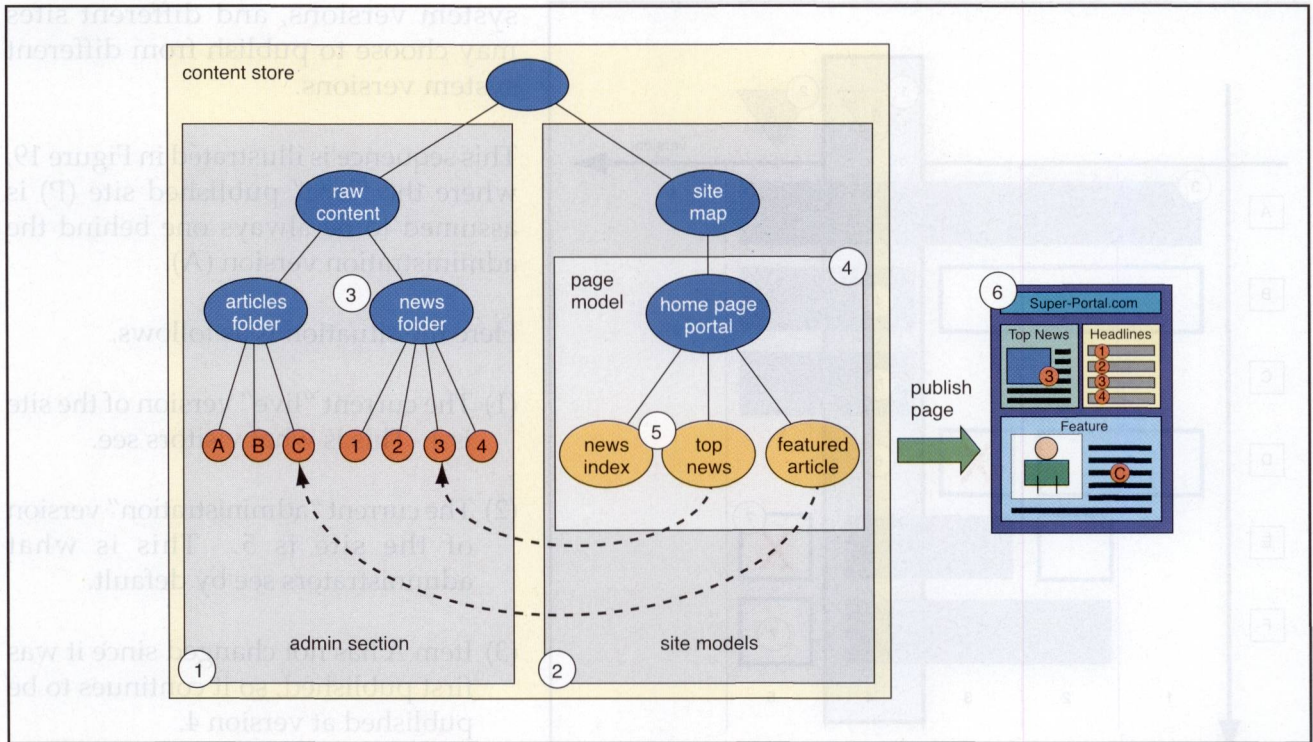 content store
raw
content
site
map
articles
folder
3
news
folder
page
model
home page
portal
4
A B C 1 2 3 4
news
index
5
top
news
featured
article
publish
page
6
Super-Portal.com
Top News
3
Headlines
1
2
3
4
Feature
C
admin section
site models
1
2